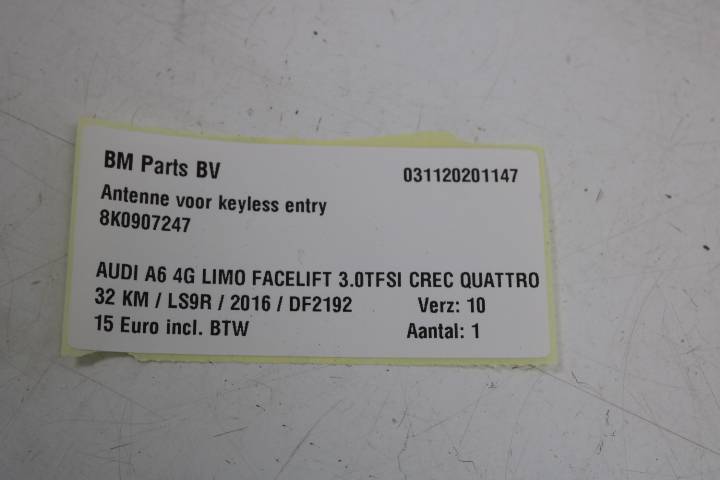 BM Parts BV 031120201147
Antenne voor keyless entry
8K0907247
AUDI A6 4G LIMO FACELIFT 3.0TFSI CREC QUATTRO
32 KM / LS9R / 2016 / DF2192 Verz: 10
15 Euro incl. BTW Aantal: 1